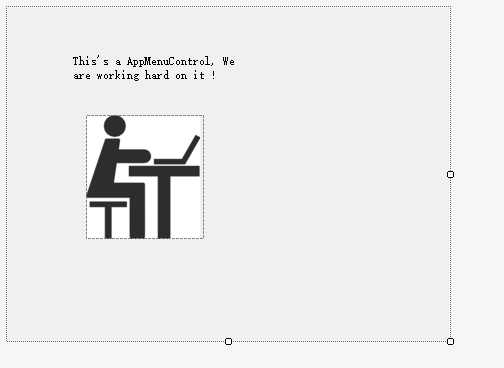 This's a AppMenuControl, We
are working hard on it !